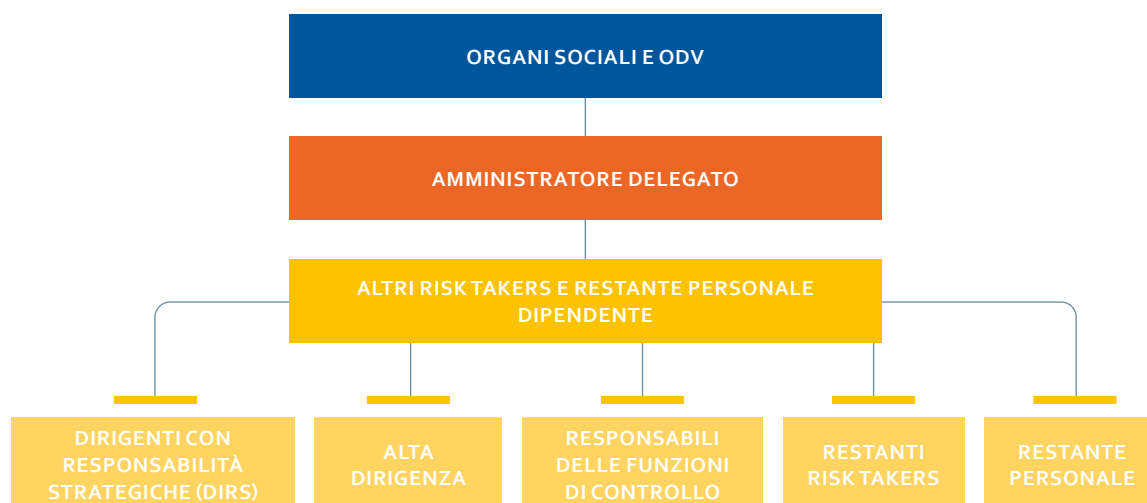 ORGANI SOCIALI E ODV
AMMINISTRATORE DELEGATO
ALTRI RISK TAKERS E RESTANTE PERSONALE
DIPENDENTE
DIRIGENTI CON
RESPONSABILITÀ
STRATEGICHE (DIRS)
ALTA
DIRIGENZA
RESPONSABILI
DELLE FUNZIONI
DI CONTROLLO
RESTANTI
RISK TAKERS
RESTANTE
PERSONALE